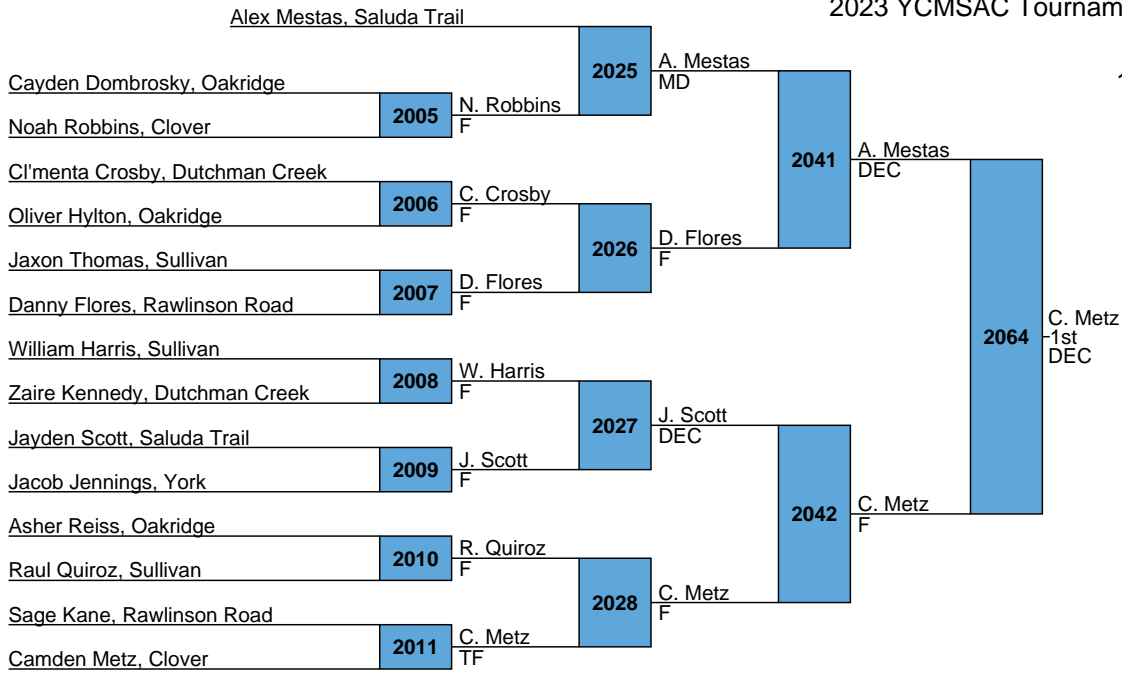 2023 YCMSAC
Alex Mestas, Saluda Trail
Cayden Dombrosky, Oakridge
Noah Robbins, Clover
Cl'menta Crosby, Dutchman Creek
Oliver Hylton, Oakridge
Jaxon Thomas, Sullivan
Danny Flores, Rawlinson Road
William Harris, Sullivan
Zaire Kennedy, Dutchman Creek
Jayden Scott, Saluda Trail
Jacob Jennings, York
Asher Reiss, Oakridge
Raul Quiroz, Sullivan
Sage Kane, Rawlinson Road
Camden Metz, Clover
2005
2006
2007
2008
2009
2010
2011
N. Robbins
F
C. Crosby
F
D. Flores
F
W. Harris
F
J. Scott
F
R. Quiroz
F
C. Metz
TF
2025
2026
2027
2028
A. Mestas
MD
D. Flores
F
J. Scott
DEC
C. Metz
F
2041
2042
A. Mestas
DEC
C. Metz
F
2064
C. Metz
1st
DEC